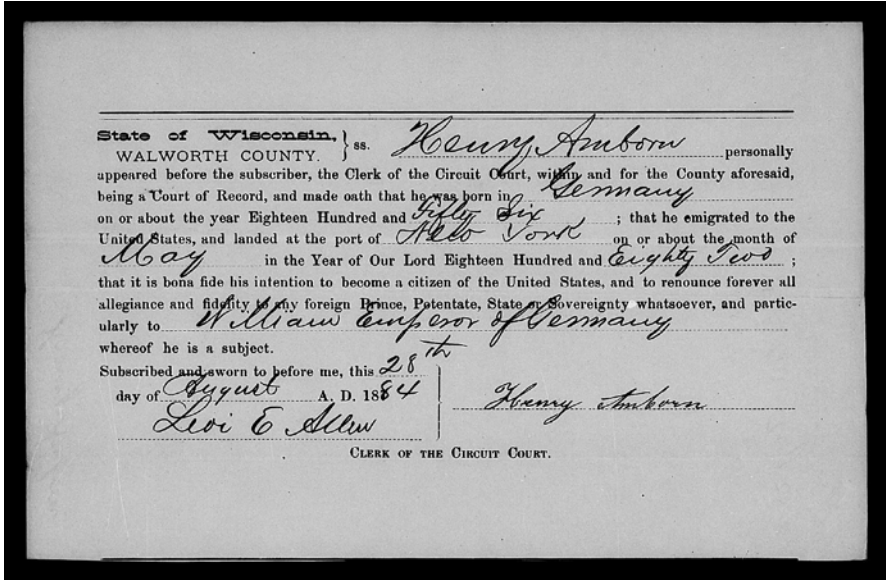 State of Wisconsin, } ss. Henry Amborn personally
WALWORTH COUNTY.
appeared before the subscriber, the Clerk of the Circuit Court, within and for the County aforesaid,
being a Court of Record, and made oath that he was born in Germany
on or about the year Eighteen Hundred and Fifty Six ; that he emigrated to the
United States, and landed at the port of New York on or about the month of
May in the Year of Our Lord Eighteen Hundred and Eighty Two ;
that it is bona fide his intention to become a citizen of the United States, and to renounce forever all
allegiance and fidelity to any foreign Prince, Potentate, State or Sovereignty whatsoever, and partic-
ularly to William Emperor of Germany
whereof he is a subject.
Subscribed and sworn to before me, this 28th
day of August A. D. 1884
Henry Amborn
Levi E Allen
CLERK OF THE CIRCUIT COURT.